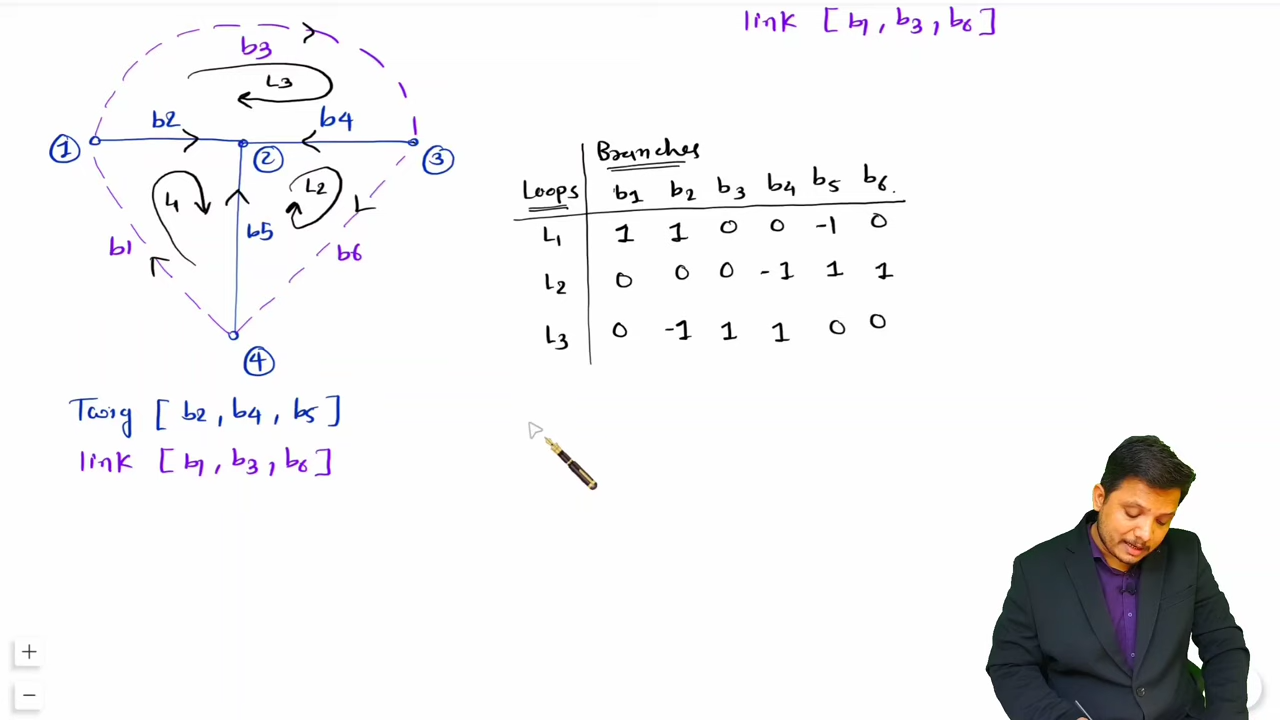 link [b1, b3, b6]
b3
L3
b2
b4
1
2
3
L1
L2
b1
b5
b6
4
Twig [b2, b4, b5]
link [b1, b3, b6]
Branches
Loops b1 b2 b3 b4 b5 b6.
L1 1 1 0 0 -1 0
L2 0 0 0 -1 1 1
L3 0 -1 1 1 0 0
+
−